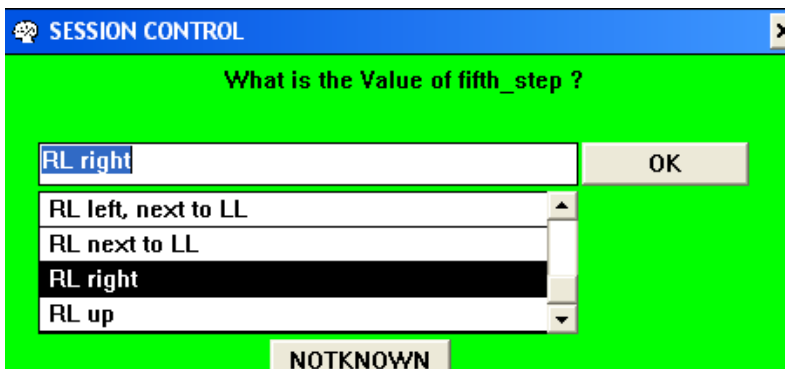 SESSION CONTROL
What is the Value of fifth_step ?
RL right
OK
RL left, next to LL
RL next to LL
RL right
RL up
NOTKNOWN